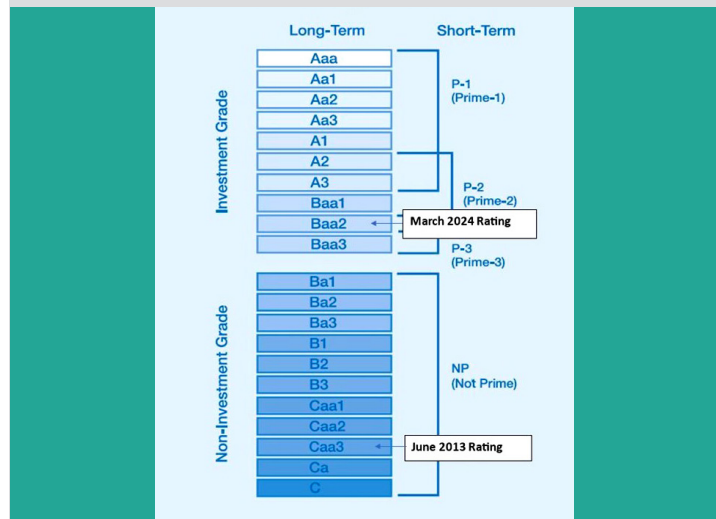 Long-Term Short-Term
Investment Grade
Aaa
Aa1
Aa2
Aa3
A1
A2
A3
Baa1
Baa2
Baa3
P-1
(Prime-1)
P-2
(Prime-2)
March 2024 Rating
P-3
(Prime-3)
Non-Investment Grade
Ba1
Ba2
Ba3
B1
B2
B3
Caa1
Caa2
Caa3
Ca
C
NP
(Not Prime)
June 2013 Rating